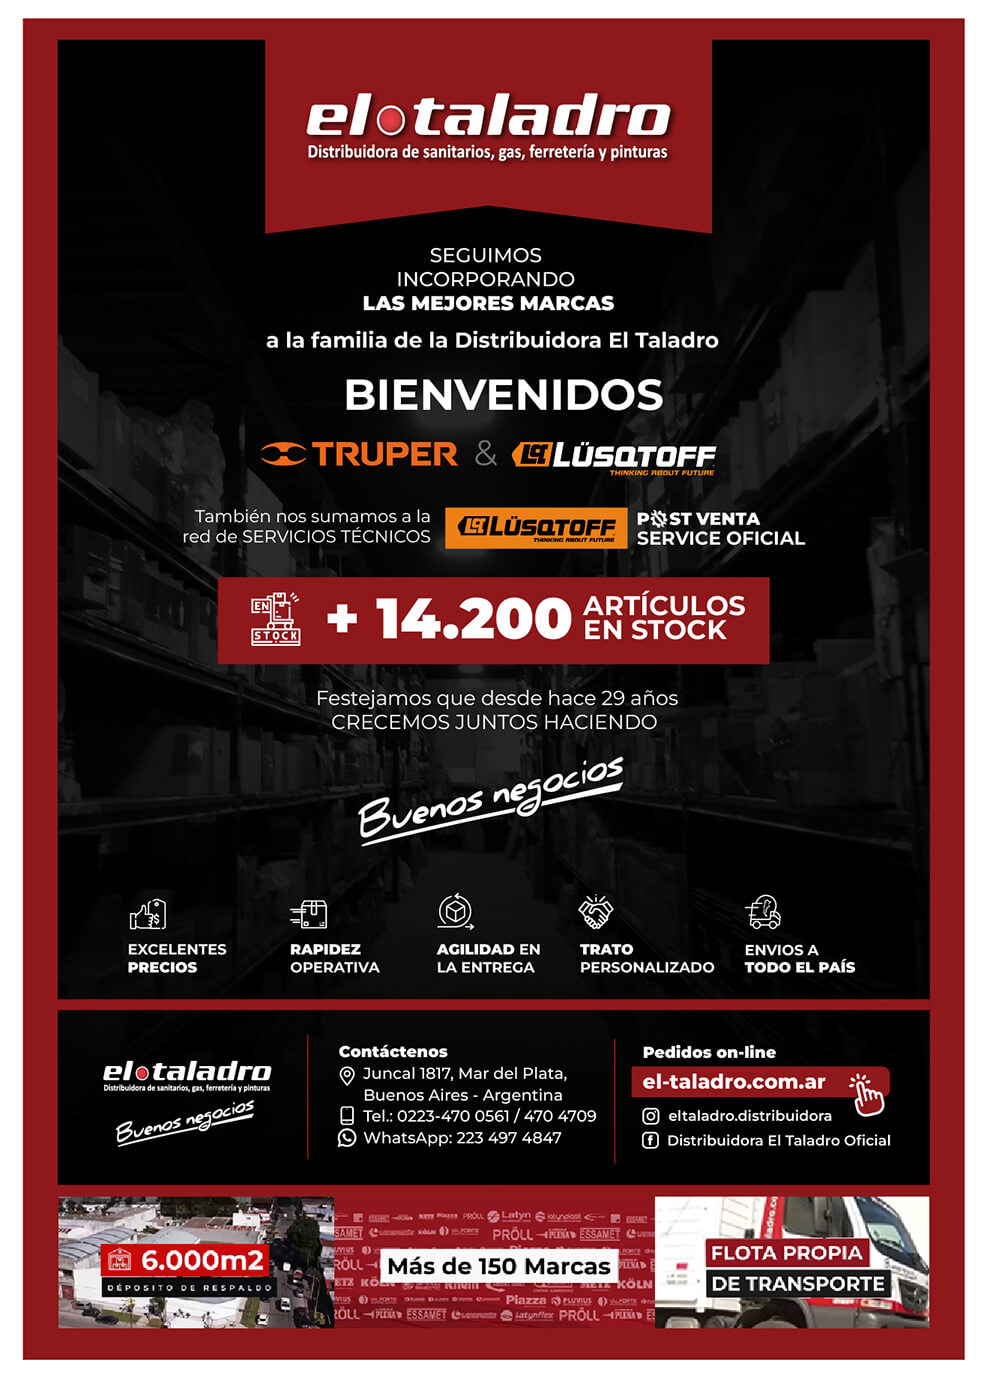 el taladro
Distribuidora de sanitarios, gas, ferretería y pinturas
SEGUIMOS
INCORPORANDO
LAS MEJORES MARCAS
a la familia de la Distribuidora El Taladro
BIENVENIDOS
TRUPER & LÜSQTOFF
THINKING ABOUT FUTURE
También nos sumamos a la
red de SERVICIOS TÉCNICOS
LÜSQTOFF
THINKING ABOUT FUTURE
POST VENTA
SERVICE OFICIAL
EN
STOCK
+ 14.200 ARTÍCULOS
EN STOCK
Festejamos que desde hace 29 años
CRECEMOS JUNTOS HACIENDO
Buenos negocios
EXCELENTES
PRECIOS
RAPIDEZ
OPERATIVA
AGILIDAD EN
LA ENTREGA
TRATO
PERSONALIZADO
ENVIOS A
TODO EL PAÍS
el taladro
Distribuidora de sanitarios, gas, ferretería y pinturas
Buenos negocios
Contáctenos
Juncal 1817, Mar del Plata,
Buenos Aires - Argentina
Tel.: 0223-470 0561 / 470 4709
WhatsApp: 223 497 4847
Pedidos on-line
el-taladro.com.ar
eltaladro.distribuidora
Distribuidora El Taladro Oficial
6.000m2
DÉPOSITO DE RESPALDO
Más de 150 Marcas
FLOTA PROPIA
DE TRANSPORTE